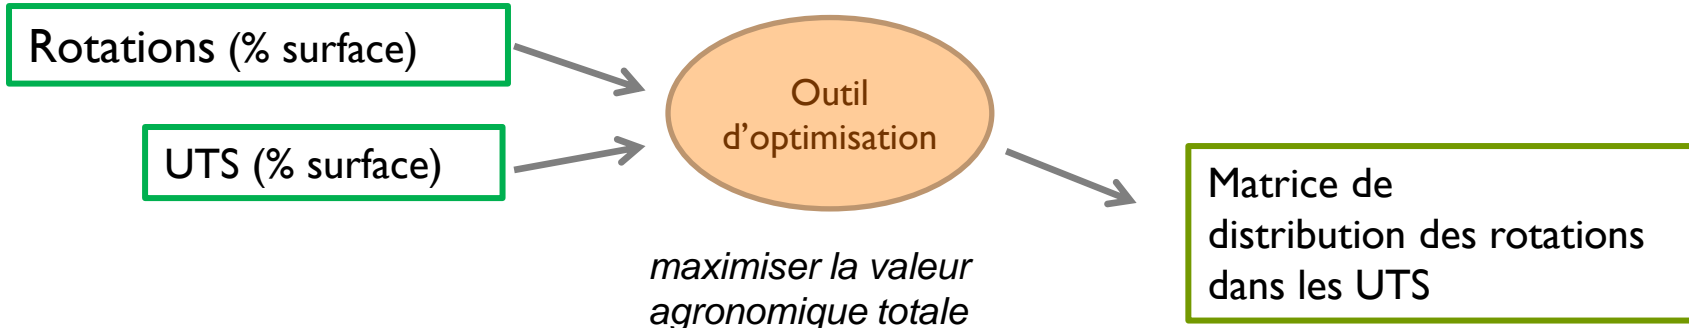 Rotations (% surface)
UTS (% surface)
Outil
d’optimisation
maximiser la valeur
agronomique totale
Matrice de
distribution des rotations
dans les UTS